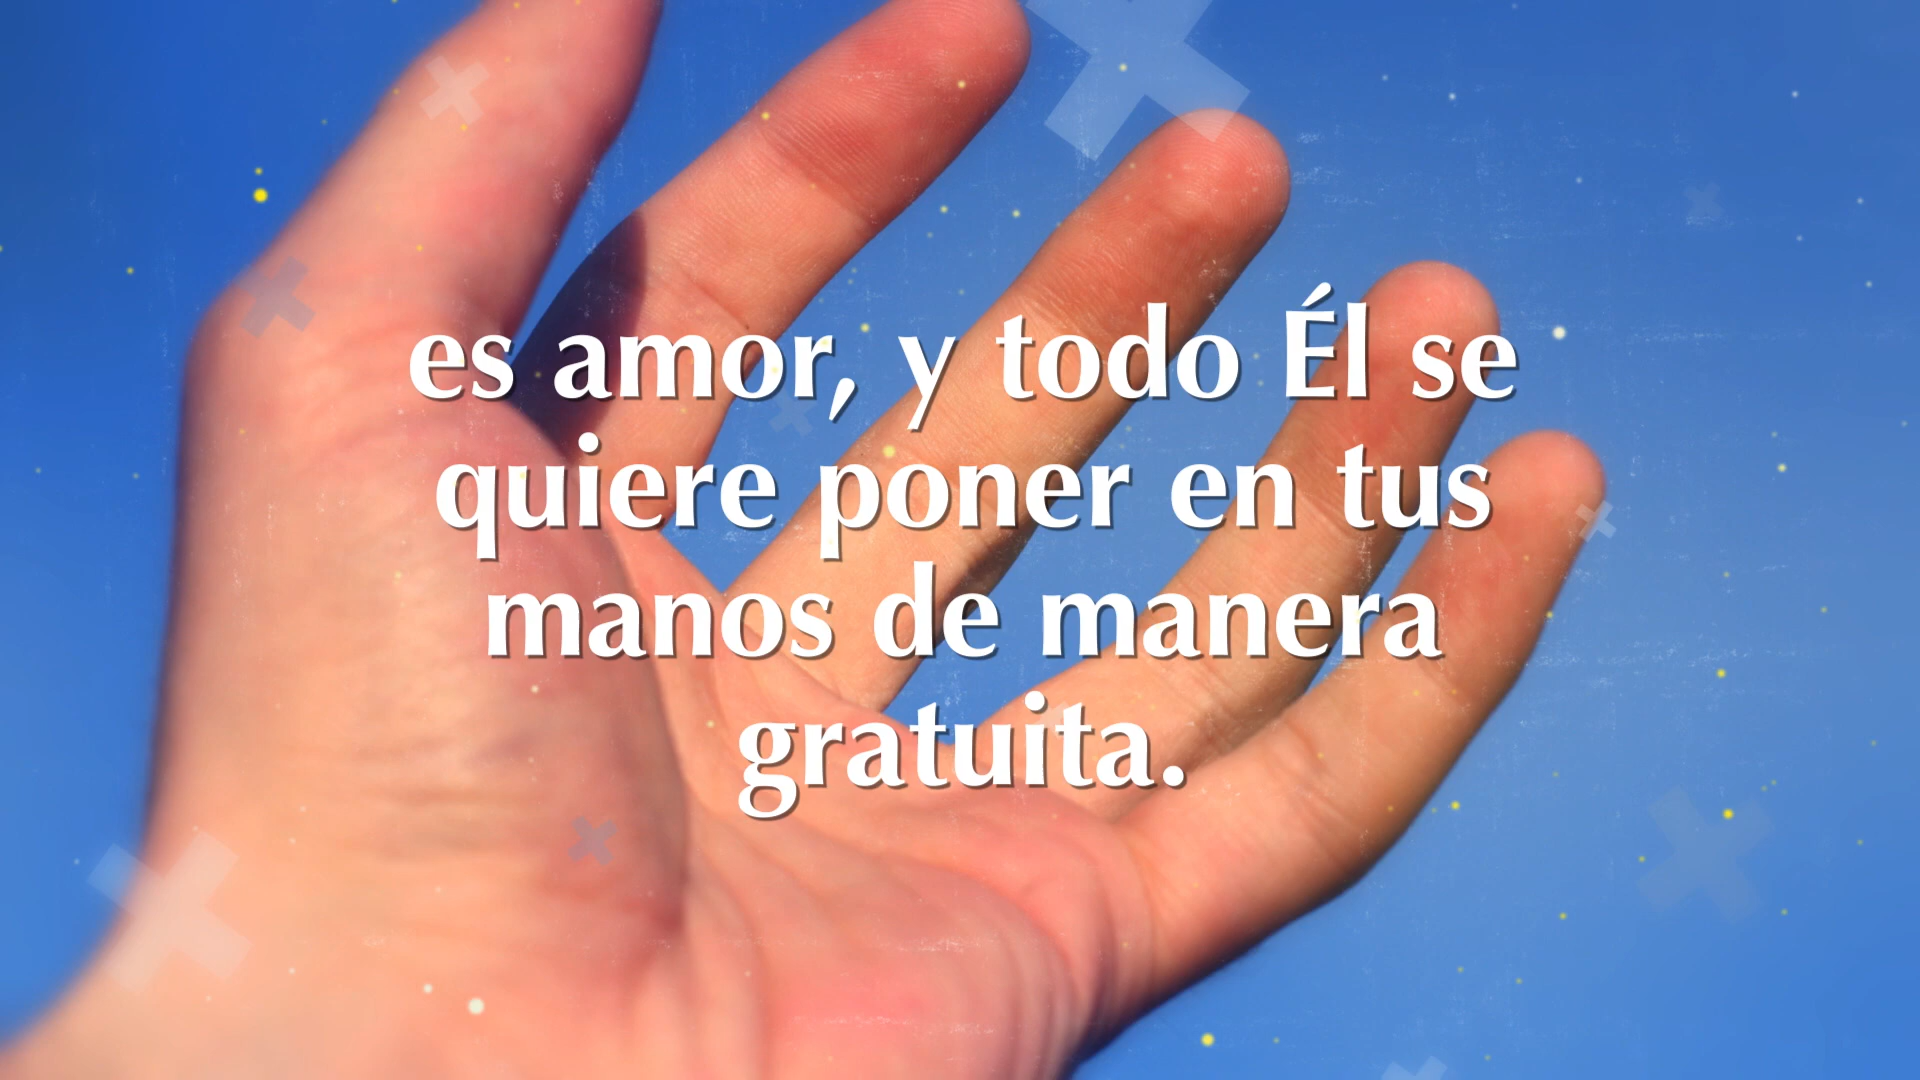 es amor, y todo Él se
quiere poner en tus
manos de manera
gratuita.